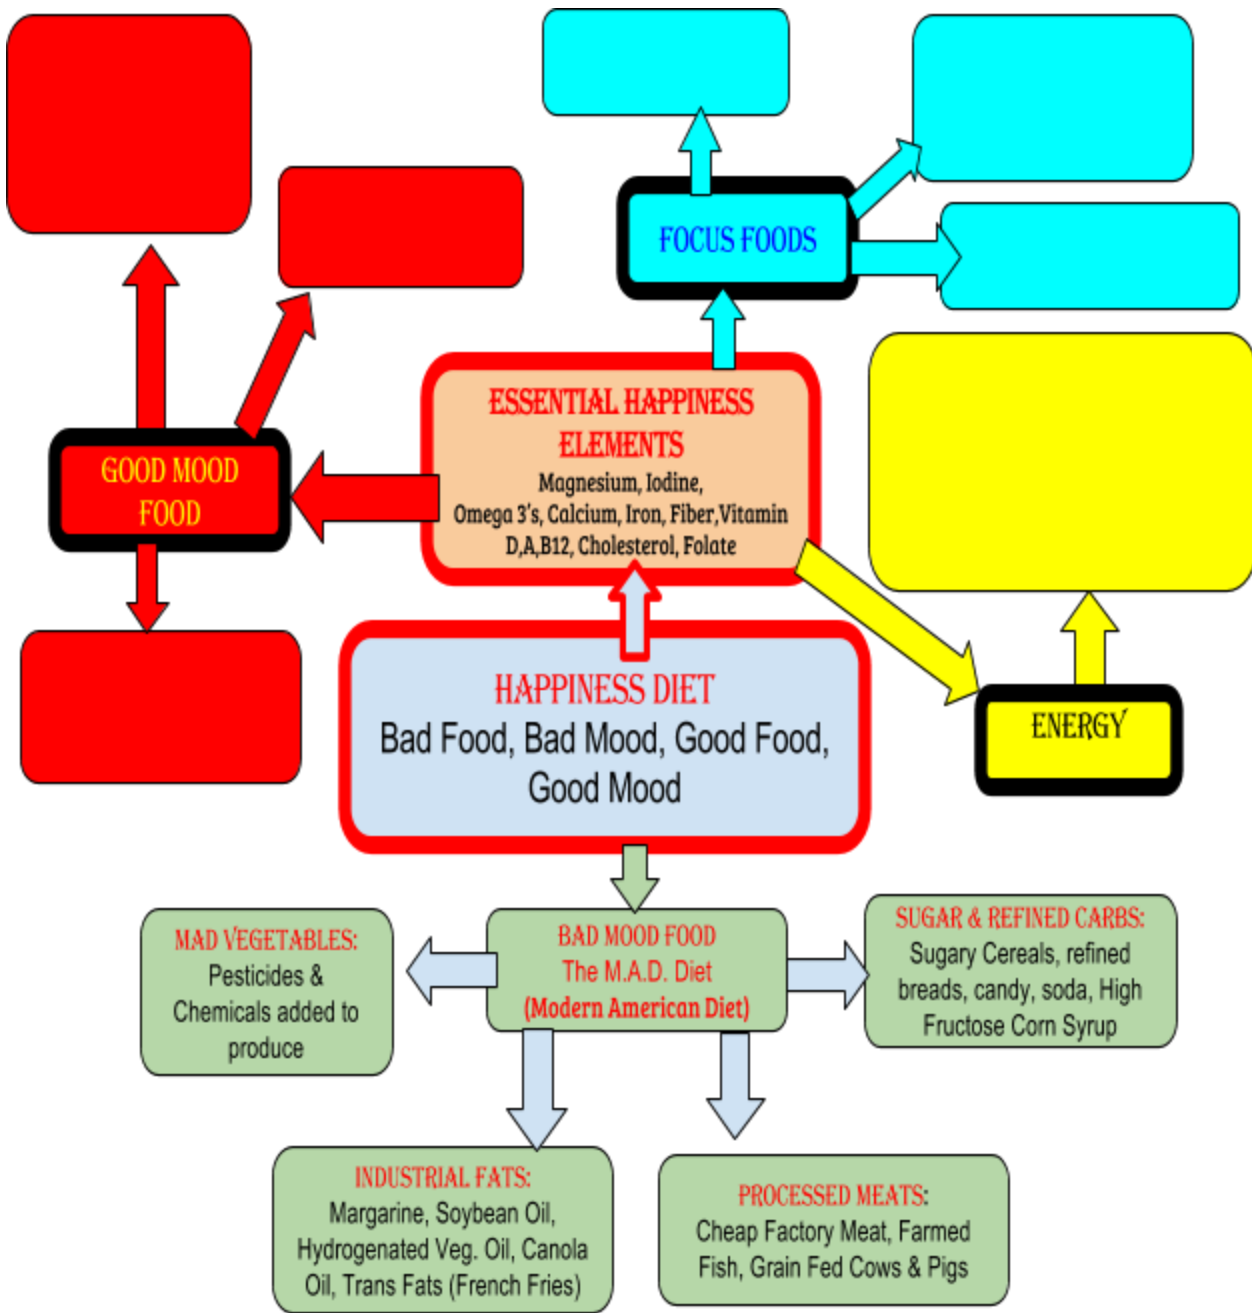 FOCUS FOODS
ESSENTIAL HAPPINESS
ELEMENTS
Magnesium, Iodine,
Omega 3's, Calcium, Iron, Fiber,Vitamin
D,A,B12, Cholesterol, Folate
GOOD MOOD
FOOD
HAPPINESS DIET
Bad Food, Bad Mood, Good Food,
Good Mood
ENERGY
MAD VEGETABLES:
Pesticides &
Chemicals added to
produce
BAD MOOD FOOD
The M.A.D. Diet
(Modern American Diet)
SUGAR & REFINED CARBS:
Sugary Cereals, refined
breads, candy, soda, High
Fructose Corn Syrup
INDUSTRIAL FATS:
Margarine, Soybean Oil,
Hydrogenated Veg. Oil, Canola
Oil, Trans Fats (French Fries)
PROCESSED MEATS:
Cheap Factory Meat, Farmed
Fish, Grain Fed Cows & Pigs